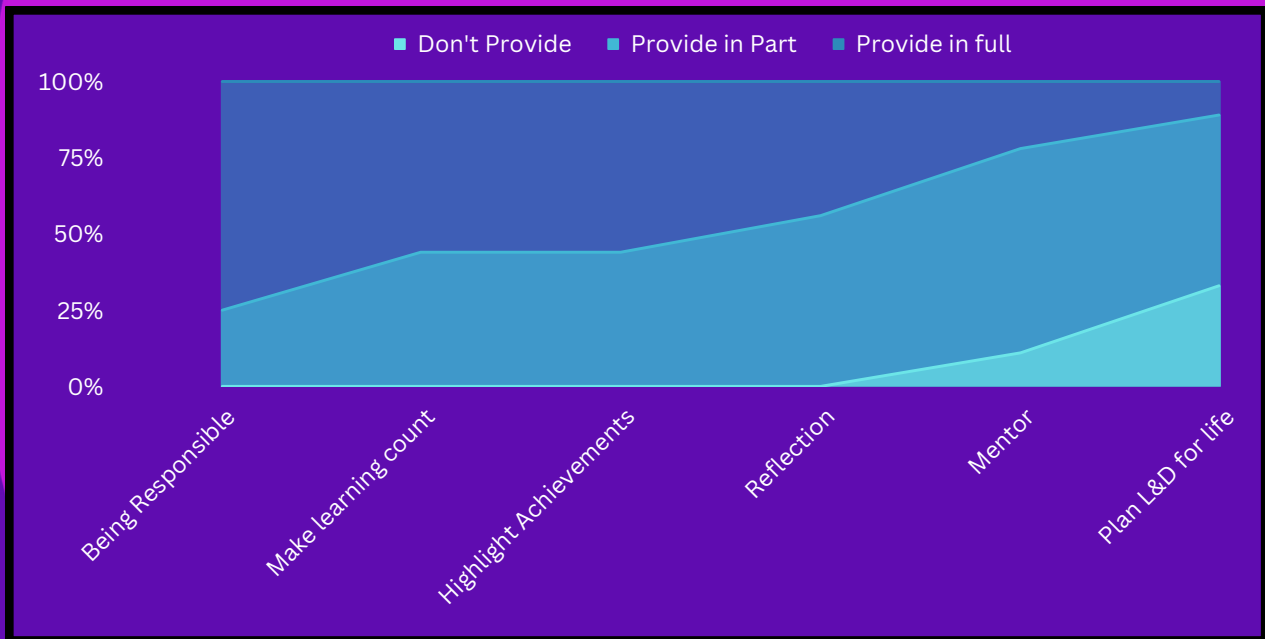 Don't Provide Provide in Part Provide in full
100%
75%
50%
25%
0%
Being Responsible
Make learning count
Highlight Achievements
Reflection
Mentor
Plan L&D for life